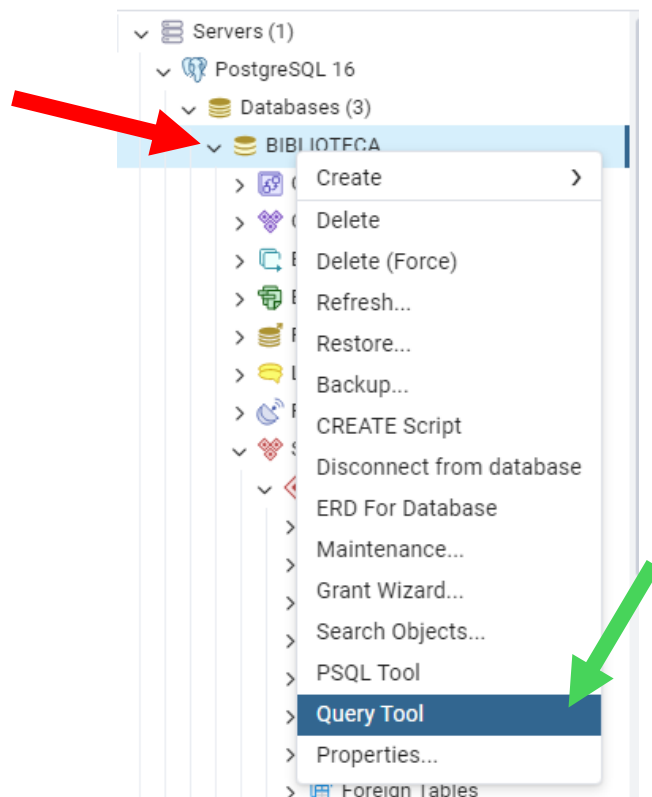 Servers (1)
PostgreSQL 16
Databases (3)
BIBLIOTECA
Create
Delete
Delete (Force)
Refresh...
Restore...
Backup...
CREATE Script
Disconnect from database
ERD For Database
Maintenance...
Grant Wizard...
Search Objects...
PSQL Tool
Query Tool
Properties...
Foreign Tables